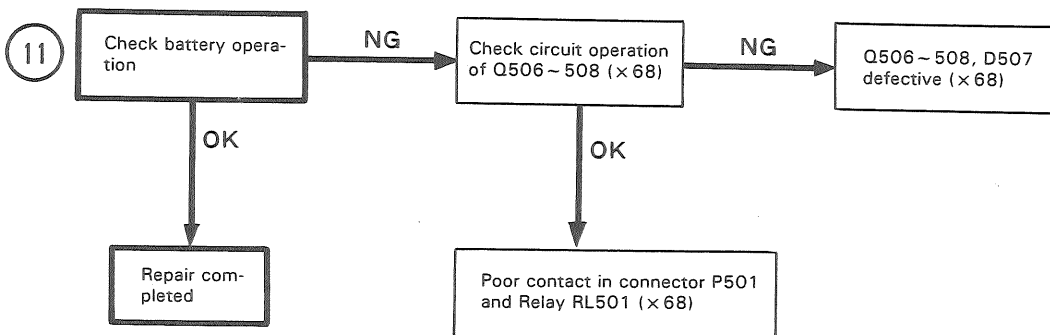 11
Check battery opera-
tion
NG
Check circuit operation
of Q506~508 (×68)
NG
Q506~508, D507
defective (×68)
OK
OK
Repair com-
pleted
Poor contact in connector P501
and Relay RL501 (×68)